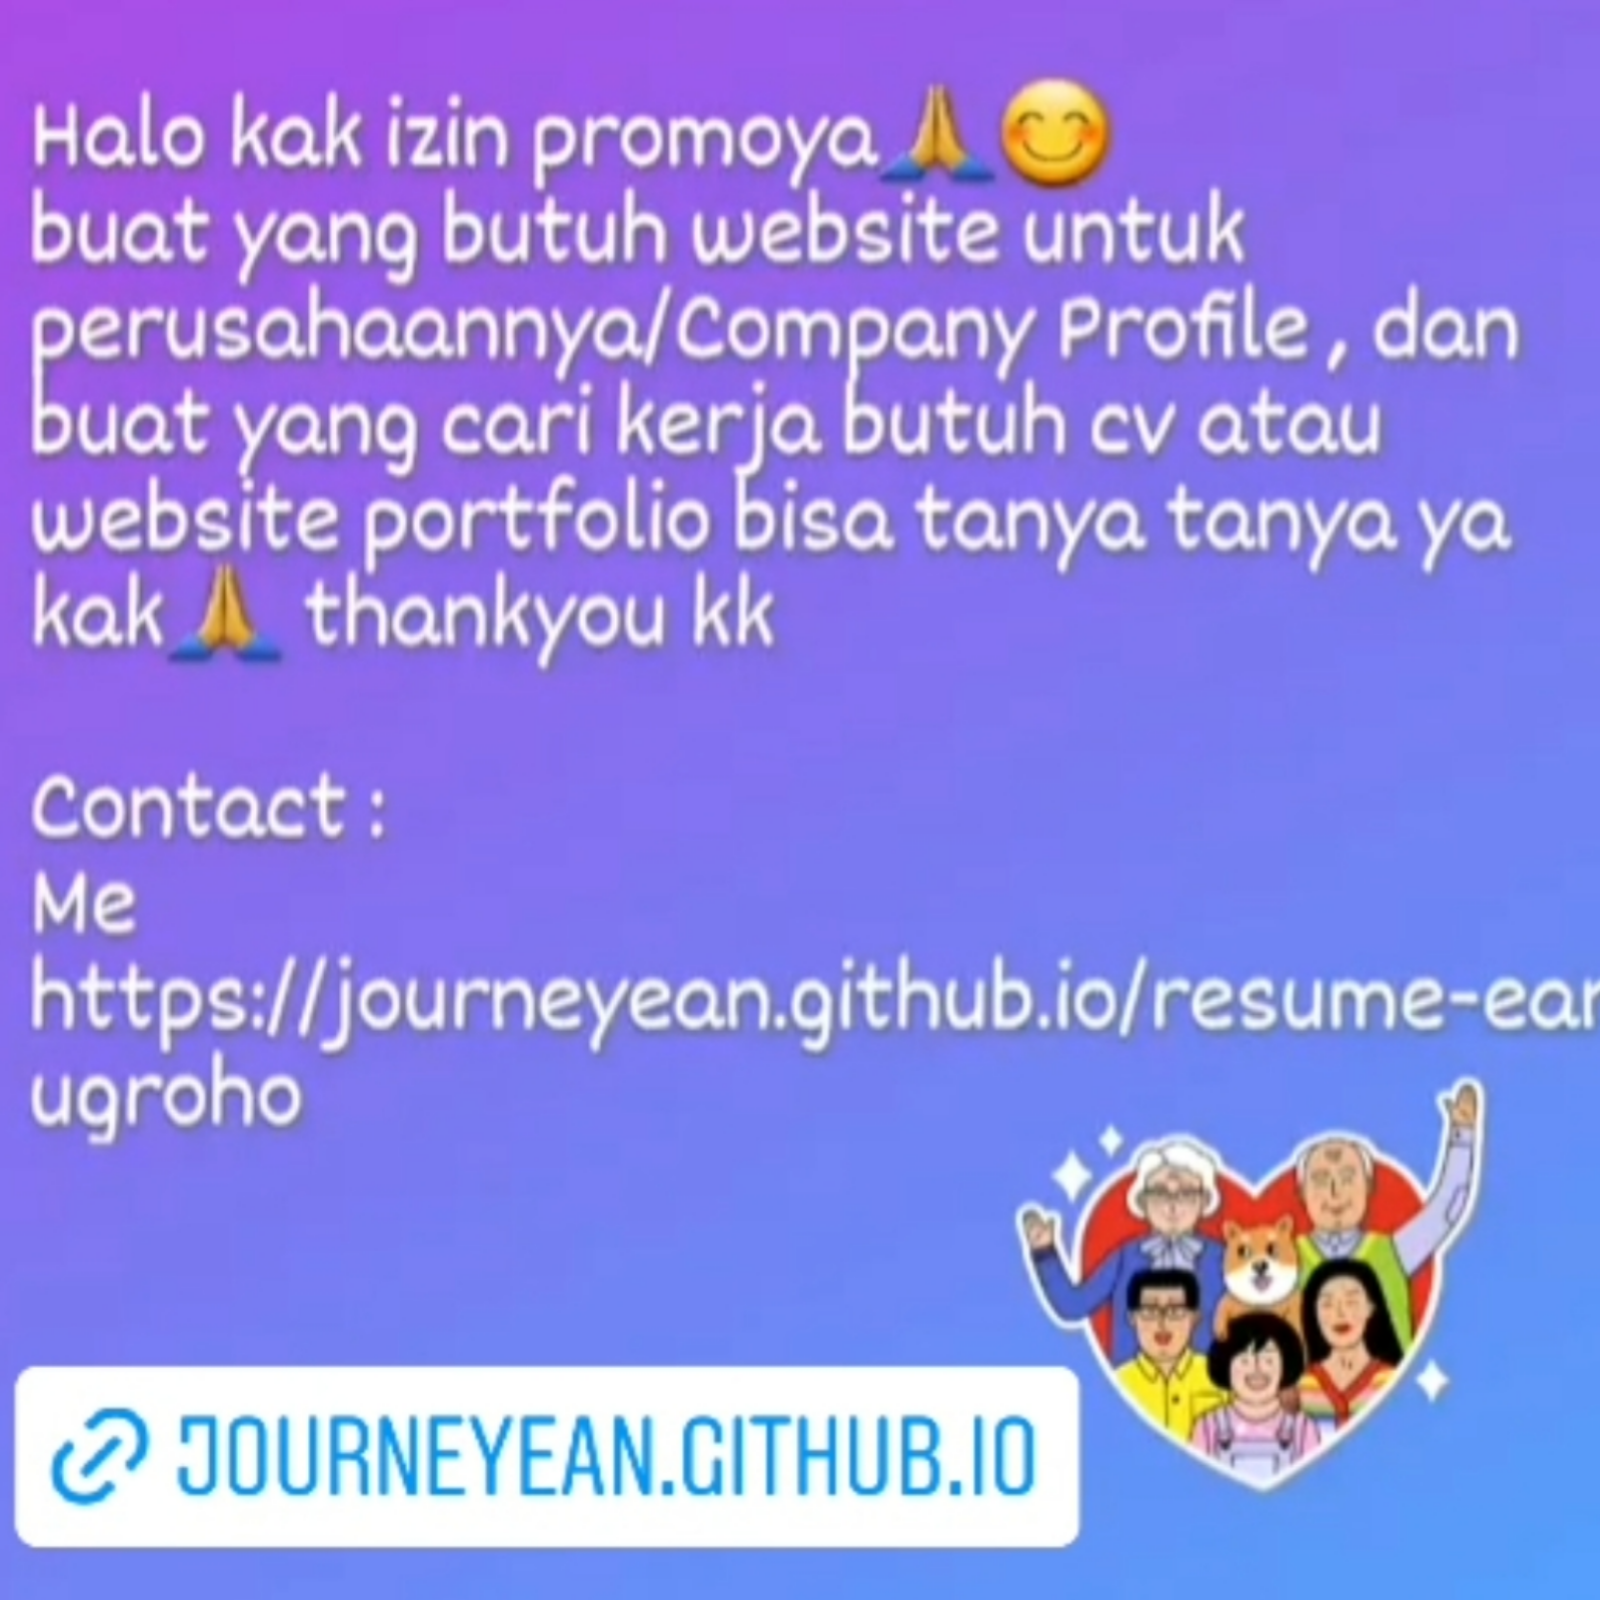 Halo kak izin promoya🙏😊
buat yang butuh website untuk
perusahaannya/Company Profile , dan
buat yang cari kerja butuh cv atau
website portfolio bisa tanya tanya ya
kak🙏 thankyou kk
Contact :
Me
https://journeyean.github.io/resume-ean
ugroho
JOURNEYEAN.GITHUB.IO